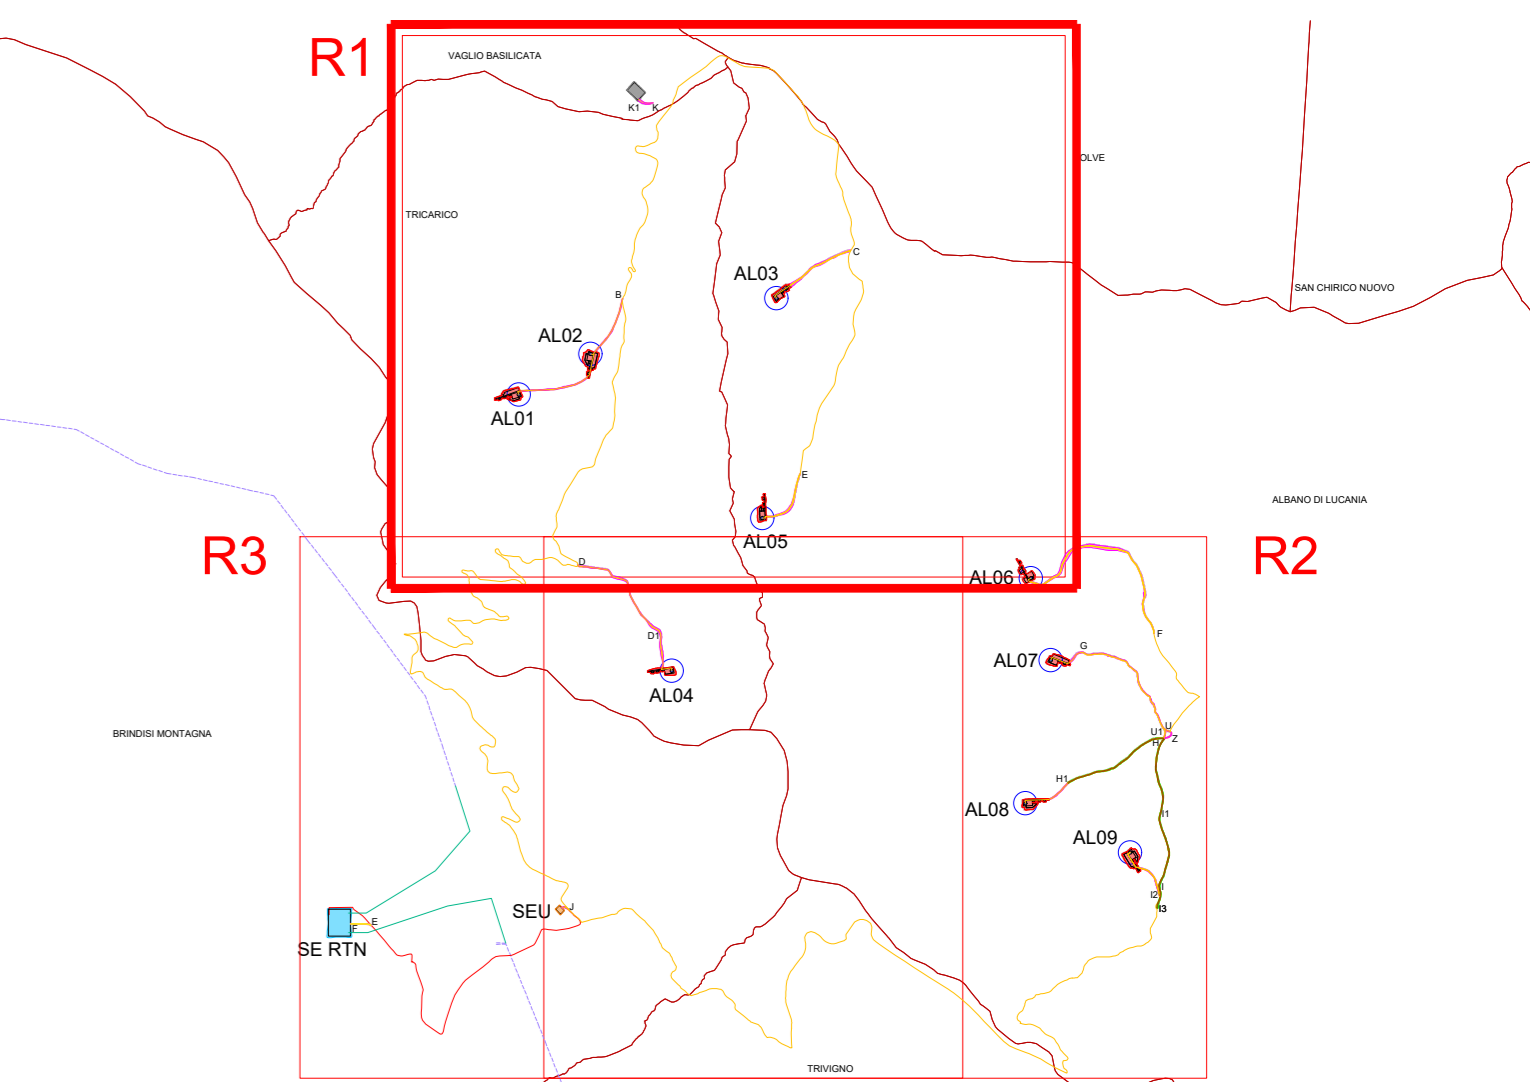 R1
VAGLIO BASILICATA
K1
K
OLVE
TRICARICO
C
AL03
SAN CHIRICO NUOVO
B
AL02
AL01
E
ALBANO DI LUCANIA
R3
AL05
R2
D
AL06
D1
F
G
AL07
AL04
U
U1
Z
H
BRINDISI MONTAGNA
H1
AL08
I1
AL09
I
I2
I3
SEU
J
E
F
SE RTN
TRIVIGNO